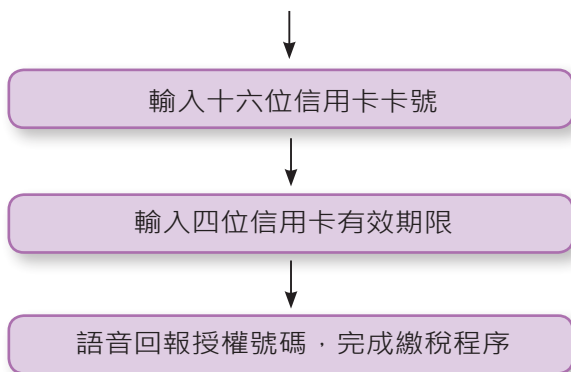 輸入十六位信用卡卡號
輸入四位信用卡有效期限
語音回報授權號碼，完成繳稅程序